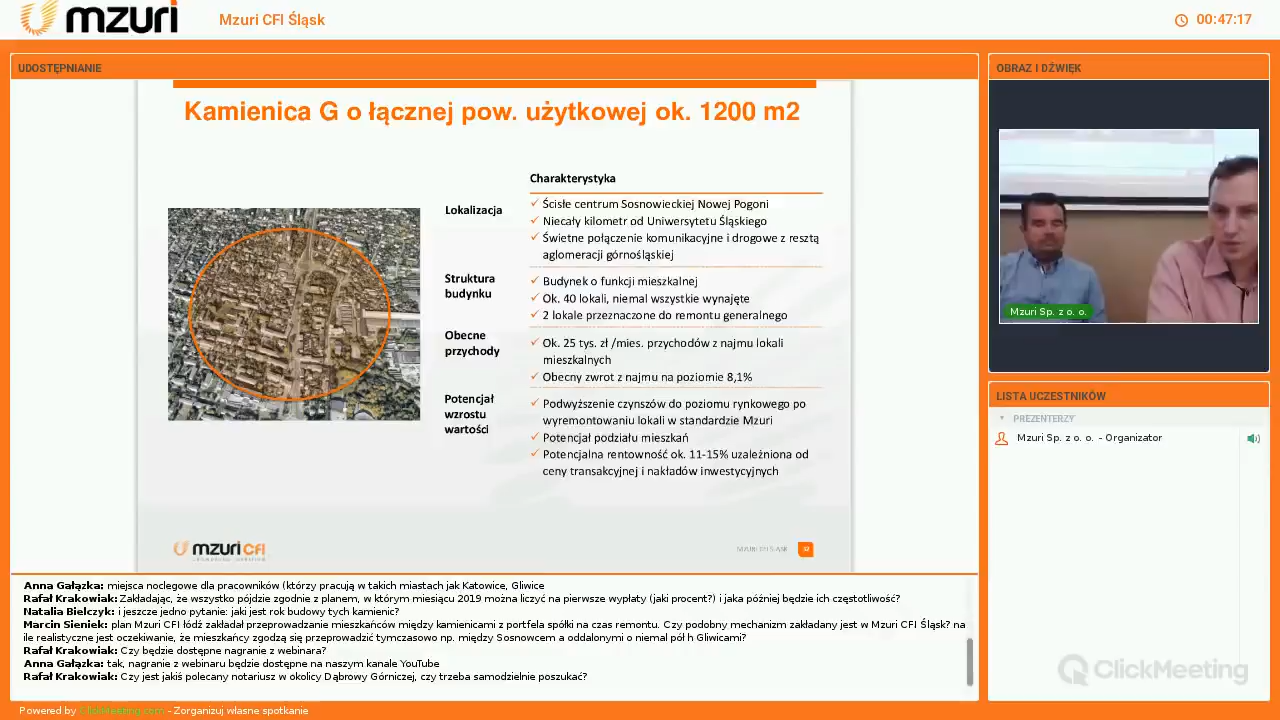 mzuri
Mzuri CFI Śląsk
00:47:17
UDOSTĘPNIANIE
Kamienica G o łącznej pow. użytkowej ok. 1200 m2
Charakterystyka
Lokalizacja
Ścisłe centrum Sosnowieckiej Nowej Pogoni
Niecały kilometr od Uniwersytetu Śląskiego
Świetne połączenie komunikacyjne i drogowe z resztą
aglomeracji górnośląskiej
Struktura
budynku
Budynek o funkcji mieszkalnej
Ok. 40 lokali, niemal wszystkie wynajęte
2 lokale przeznaczone do remontu generalnego
Obecne
przychody
Ok. 25 tys. zł /mies. przychodów z najmu lokali
mieszkalnych
Obecny zwrot z najmu na poziomie 8,1%
Potencjał
wzrostu
wartości
Podwyższenie czynszów do poziomu rynkowego po
wyremontowaniu lokali w standardzie Mzuri
Potencjał podziału mieszkań
Potencjalna rentowność ok. 11-15% uzależniona od
ceny transakcyjnej i nakładów inwestycyjnych
mzuri CFI
32
Anna Gałązka: miejsca noclegowe dla pracowników (którzy pracują w takich miastach jak Katowice, Gliwice
Rafał Krakowiak: Zakładając, że wszystko pójdzie zgodnie z planem, w którym miesiącu 2019 można liczyć na pierwsze wypłaty (jaki procent?) i jaka później będzie ich częstotliwość?
Natalia Bielczyk: i jeszcze jedno pytanie: jaki jest rok budowy tych kamienic?
Marcin Sieniek: plan Mzuri CFI łódź zakładał przeprowadzanie mieszkańców między kamienicami z portfela spółki na czas remontu. Czy podobny mechanizm zakładany jest w Mzuri CFI Śląsk? na
ile realistyczne jest oczekiwanie, że mieszkańcy zgodzą się przeprowadzić tymczasowo np. między Sosnowcem a oddalonymi o niemal pół h Gliwicami?
Rafał Krakowiak: Czy będzie dostępne nagranie z webinara?
Anna Gałązka: tak, nagranie z webinaru będzie dostępne na naszym kanale YouTube
Rafał Krakowiak: Czy jest jakiś polecany notariusz w okolicy Dąbrowy Górniczej, czy trzeba samodzielnie poszukać?
OBRAZ I DŹWIĘK
Mzuri Sp. z o. o.
LISTA UCZESTNIKÓW
PREZENTERZY
Mzuri Sp. z o. o. - Organizator
ClickMeeting
Powered by ClickMeeting.com - Zorganizuj własne spotkanie